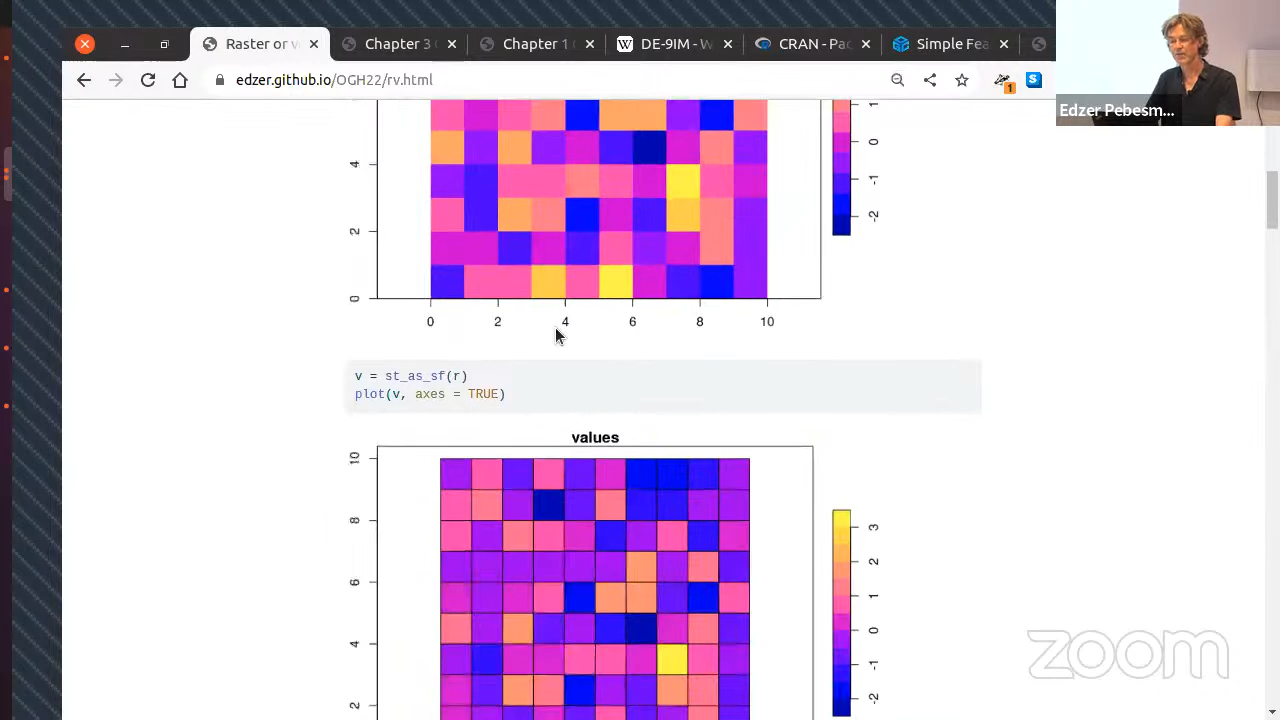 Raster or v
Chapter 3
Chapter 1
DE-9IM - W
CRAN - Pac
Simple Fea
edzer.github.io/OGH22/rv.html
1
S
Edzer Pebesm...
4
2
0
0 2 4 6 8 10
1
0
-1
-2
v = st_as_sf(r)
plot(v, axes = TRUE)
values
10
8
6
4
2
3
2
1
0
-1
-2
zoom